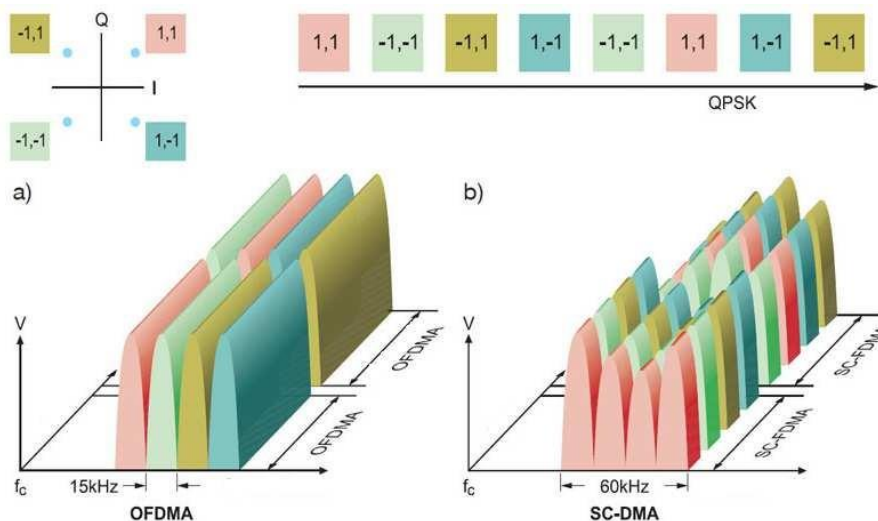 Q
-1,1 1,1
I
-1,-1 1,-1
1,1 -1,-1 -1,1 1,-1 -1,-1 1,1 1,-1 -1,1
QPSK
a)
V
OFDMA
OFDMA
fc 15kHz
OFDMA
b)
V
SC-FDMA
SC-FDMA
fc 60kHz
SC-DMA